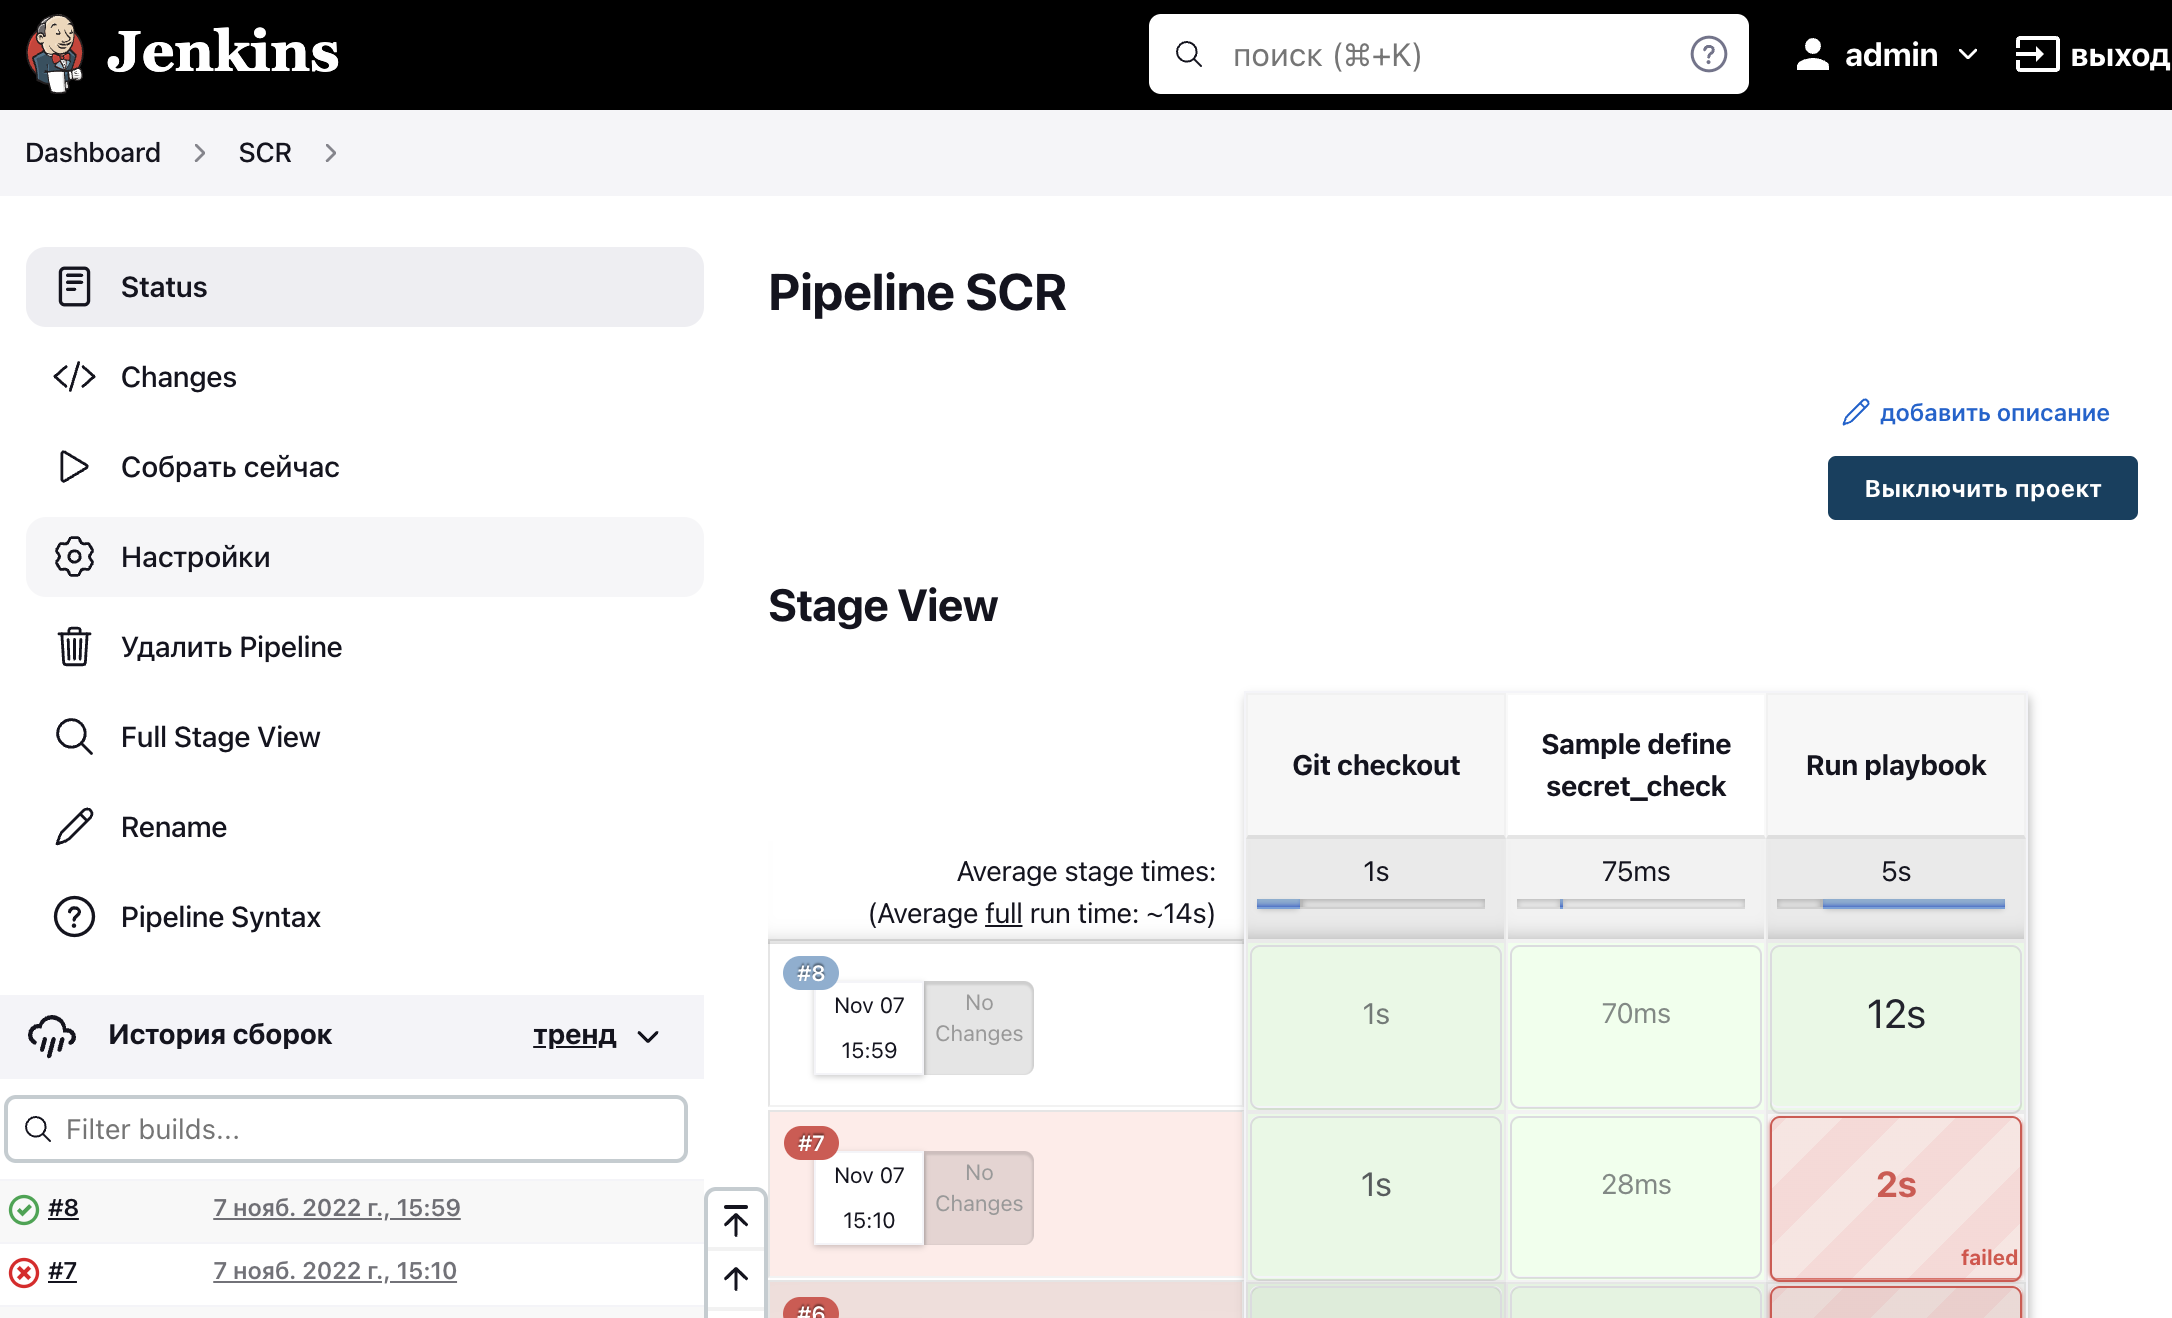 Jenkins
поиск (⌘+K)
admin
выход
Dashboard
SCR
Status
Changes
Собрать сейчас
Настройки
Удалить Pipeline
Full Stage View
Rename
Pipeline Syntax
История сборок
тренд
Filter builds...
#8
7 нояб. 2022 г., 15:59
#7
7 нояб. 2022 г., 15:10
Pipeline SCR
добавить описание
Выключить проект
Stage View
Git checkout
Sample define
secret_check
Run playbook
Average stage times:
(Average full run time: ~14s)
1s
75ms
5s
#8
Nov 07
15:59
No
Changes
1s
70ms
12s
#7
Nov 07
15:10
No
Changes
1s
28ms
2s
failed
#6